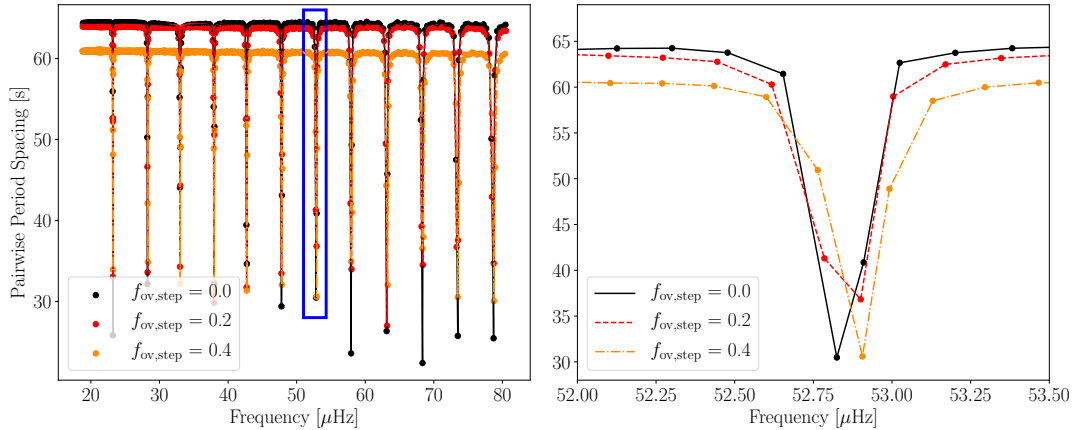 Pairwise Period Spacing [s]
60
50
40
30
f_ov,step = 0.0
f_ov,step = 0.2
f_ov,step = 0.4
20 30 40 50 60 70 80
Frequency [μHz]
65
60
55
50
45
40
35
30
f_ov,step = 0.0
f_ov,step = 0.2
f_ov,step = 0.4
52.00 52.25 52.50 52.75 53.00 53.25 53.50
Frequency [μHz]